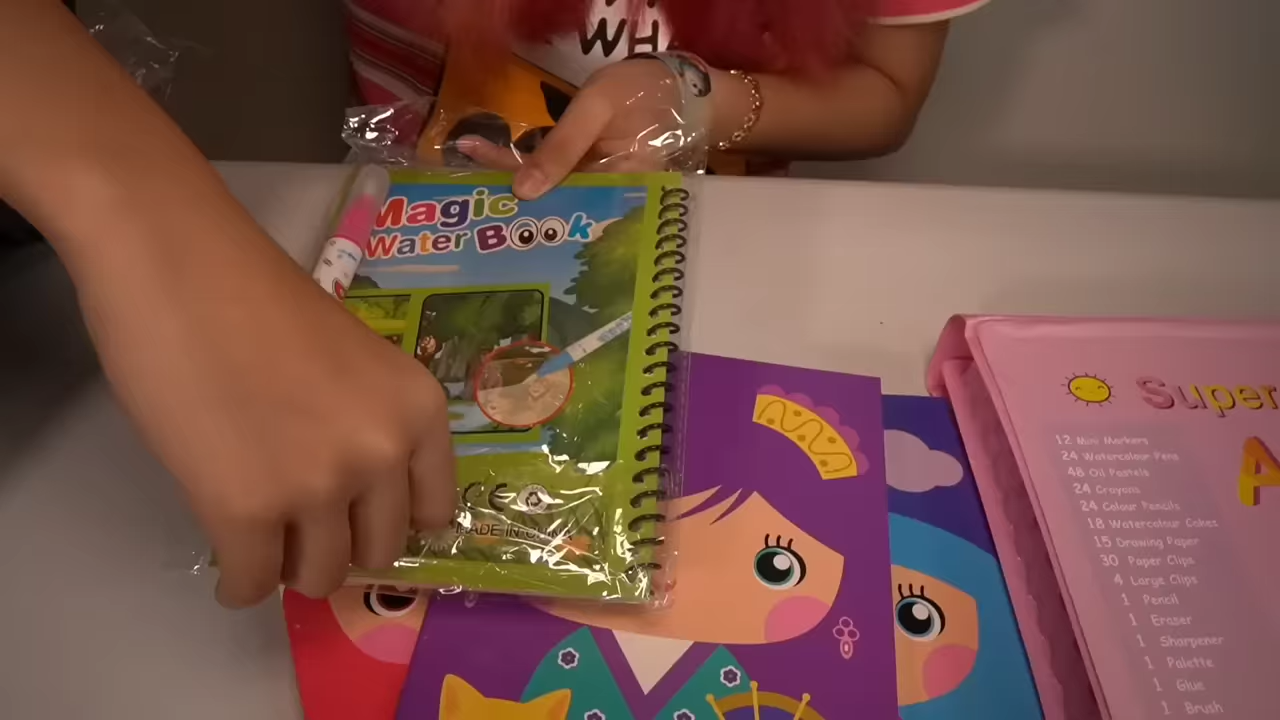 WH
Magic
Water Book
CE
MADE IN CHINA
Super
A
12 Mini Markers
24 Watercolour Pens
48 Oil Pastels
24 Crayons
24 Colour Pencils
18 Watercolour Cakes
15 Drawing Paper
30 Paper Clips
4 Large Clips
1 Pencil
1 Eraser
1 Sharpener
1 Palette
1 Glue
1 Brush